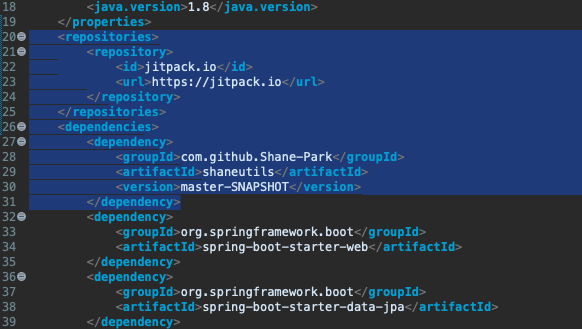 18 <java.version>1.8</java.version>
19 </properties>
20 <repositories>
21 <repository>
22 <id>jitpack.io</id>
23 <url>https://jitpack.io</url>
24 </repository>
25 </repositories>
26 <dependencies>
27 <dependency>
28 <groupId>com.github.Shane-Park</groupId>
29 <artifactId>shaneutils</artifactId>
30 <version>master-SNAPSHOT</version>
31 </dependency>
32 <dependency>
33 <groupId>org.springframework.boot</groupId>
34 <artifactId>spring-boot-starter-web</artifactId>
35 </dependency>
36 <dependency>
37 <groupId>org.springframework.boot</groupId>
38 <artifactId>spring-boot-starter-data-jpa</artifactId>
39 </dependency>